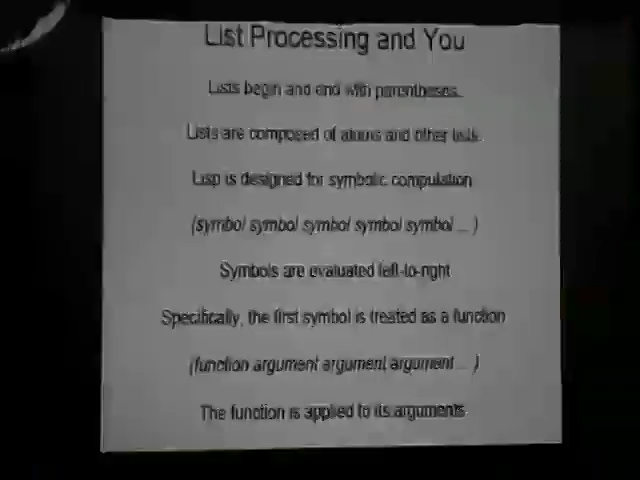 List Processing and You
Lists begin and end with parentheses.
Lists are composed of atoms and other lists.
Lisp is designed for symbolic computation
(symbol symbol symbol symbol symbol ... )
Symbols are evaluated left-to-right
Specifically, the first symbol is treated as a function
(function argument argument argument ... )
The function is applied to its arguments